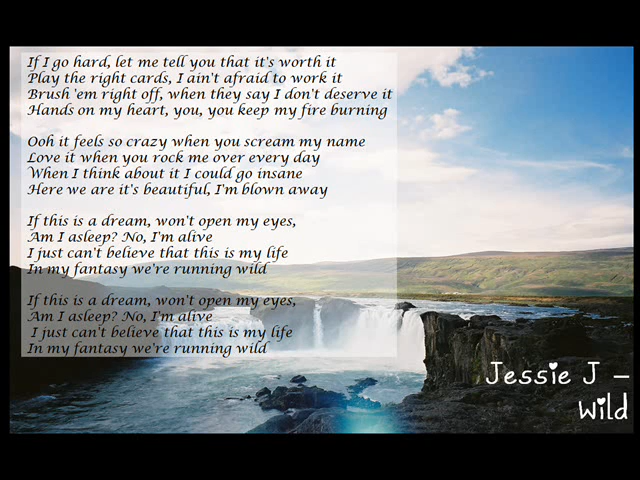 If I go hard, let me tell you that it's worth it
Play the right cards, I ain't afraid to work it
Brush 'em right off, when they say I don't deserve it
Hands on my heart, you, you keep my fire burning
Ooh it feels so crazy when you scream my name
Love it when you rock me over every day
When I think about it I could go insane
Here we are it's beautiful, I'm blown away
If this is a dream, won't open my eyes,
Am I asleep? No, I'm alive
I just can't believe that this is my life
In my fantasy we're running wild
If this is a dream, won't open my eyes,
Am I asleep? No, I'm alive
I just can't believe that this is my life
In my fantasy we're running wild
Jessie J –
Wild